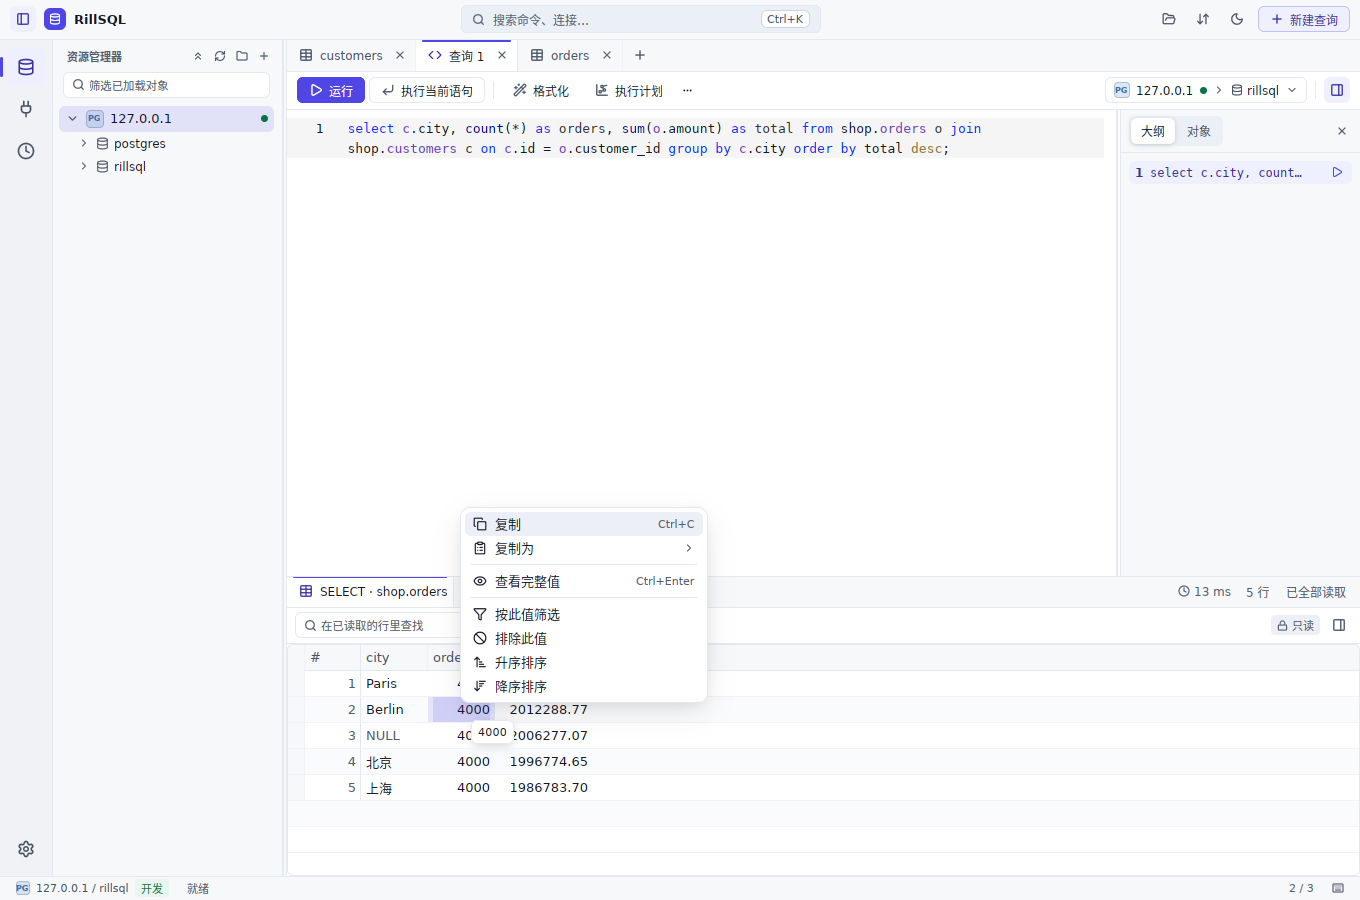 RillSQL
搜索命令、连接...
Ctrl+K
新建查询
资源管理器
筛选已加载对象
PG 127.0.0.1
postgres
rillsql
customers
查询 1
orders
运行
执行当前语句
格式化
执行计划
PG 127.0.0.1
rillsql
1 select c.city, count(*) as orders, sum(o.amount) as total from shop.orders o join
shop.customers c on c.id = o.customer_id group by c.city order by total desc;
大纲
对象
1 select c.city, count…
复制 Ctrl+C
复制为
查看完整值 Ctrl+Enter
按此值筛选
排除此值
升序排序
降序排序
SELECT · shop.orders
13 ms
5 行
已全部读取
在已读取的行里查找
只读
# city orde
1 Paris
2 Berlin 4000 2012288.77
3 NULL 2006277.07
4000
4 北京 4000 1996774.65
5 上海 4000 1986783.70
PG 127.0.0.1 / rillsql
开发
就绪
2 / 3